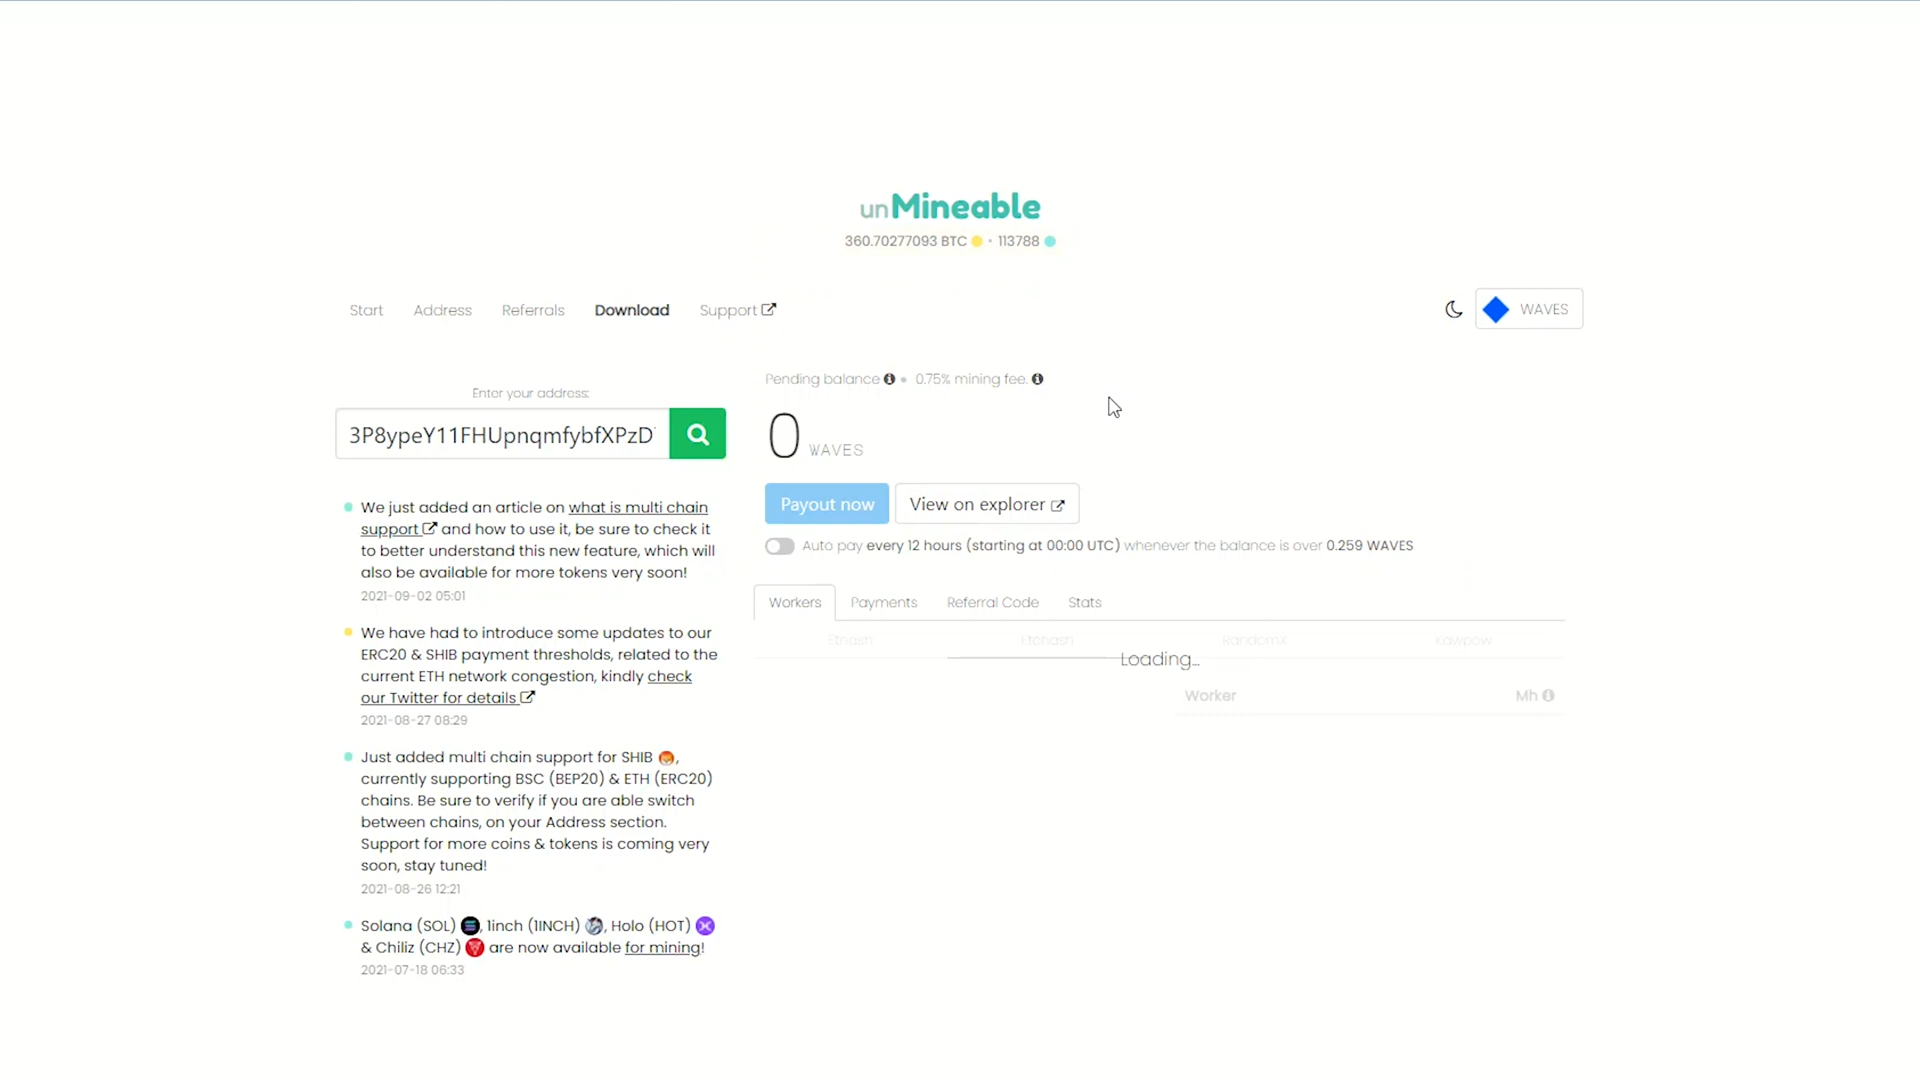 unMineable
360.70277093 BTC • 113788
Start Address Referrals Download Support
WAVES
Enter your address:
3P8ypeY11FHUpnqmfybfXPzD
We just added an article on what is multi chain
support and how to use it, be sure to check it
to better understand this new feature, which will
also be available for more tokens very soon!
2021-09-02 05:01
We have had to introduce some updates to our
ERC20 & SHIB payment thresholds, related to the
current ETH network congestion, kindly check
our Twitter for details
2021-08-27 08:29
Just added multi chain support for SHIB ,
currently supporting BSC (BEP20) & ETH (ERC20)
chains. Be sure to verify if you are able switch
between chains, on your Address section.
Support for more coins & tokens is coming very
soon, stay tuned!
2021-08-26 12:21
Solana (SOL) , 1inch (1INCH) , Holo (HOT)
& Chiliz (CHZ) are now available for mining!
2021-07-18 06:33
Pending balance • 0.75% mining fee.
0 WAVES
Payout now View on explorer
Auto pay every 12 hours (starting at 00:00 UTC) whenever the balance is over 0.259 WAVES
Workers Payments Referral Code Stats
Ethash Etchash RandomX Kawpow
Loading...
Worker Mh